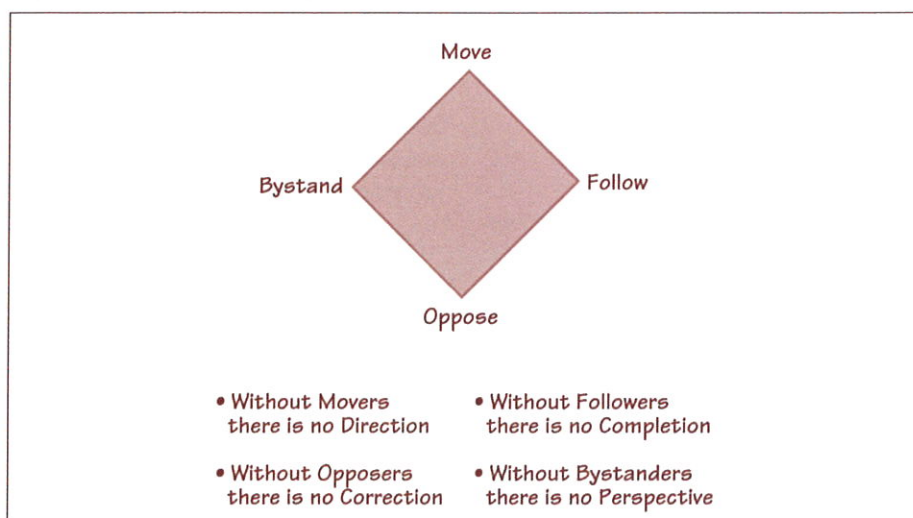 Move
Bystand
Follow
Oppose
• Without Movers
there is no Direction
• Without Followers
there is no Completion
• Without Opposers
there is no Correction
• Without Bystanders
there is no Perspective